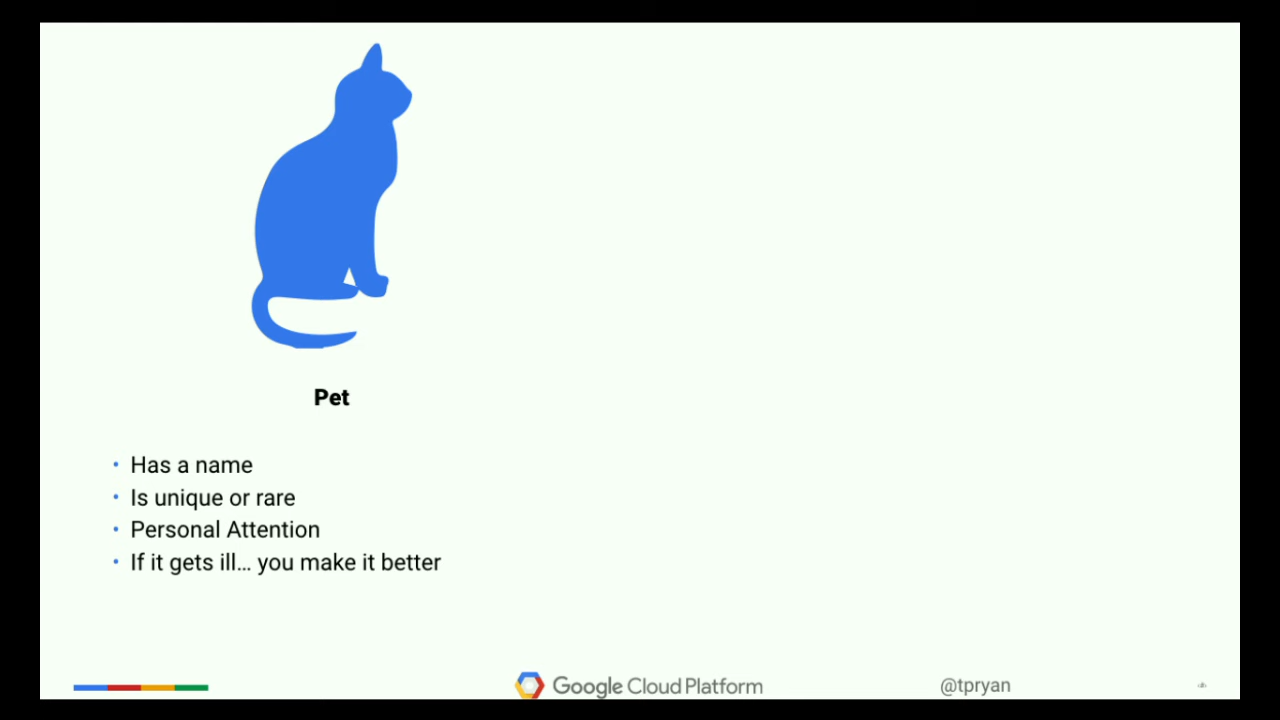 Pet
• Has a name
• Is unique or rare
• Personal Attention
• If it gets ill… you make it better
Google Cloud Platform
@tpryan